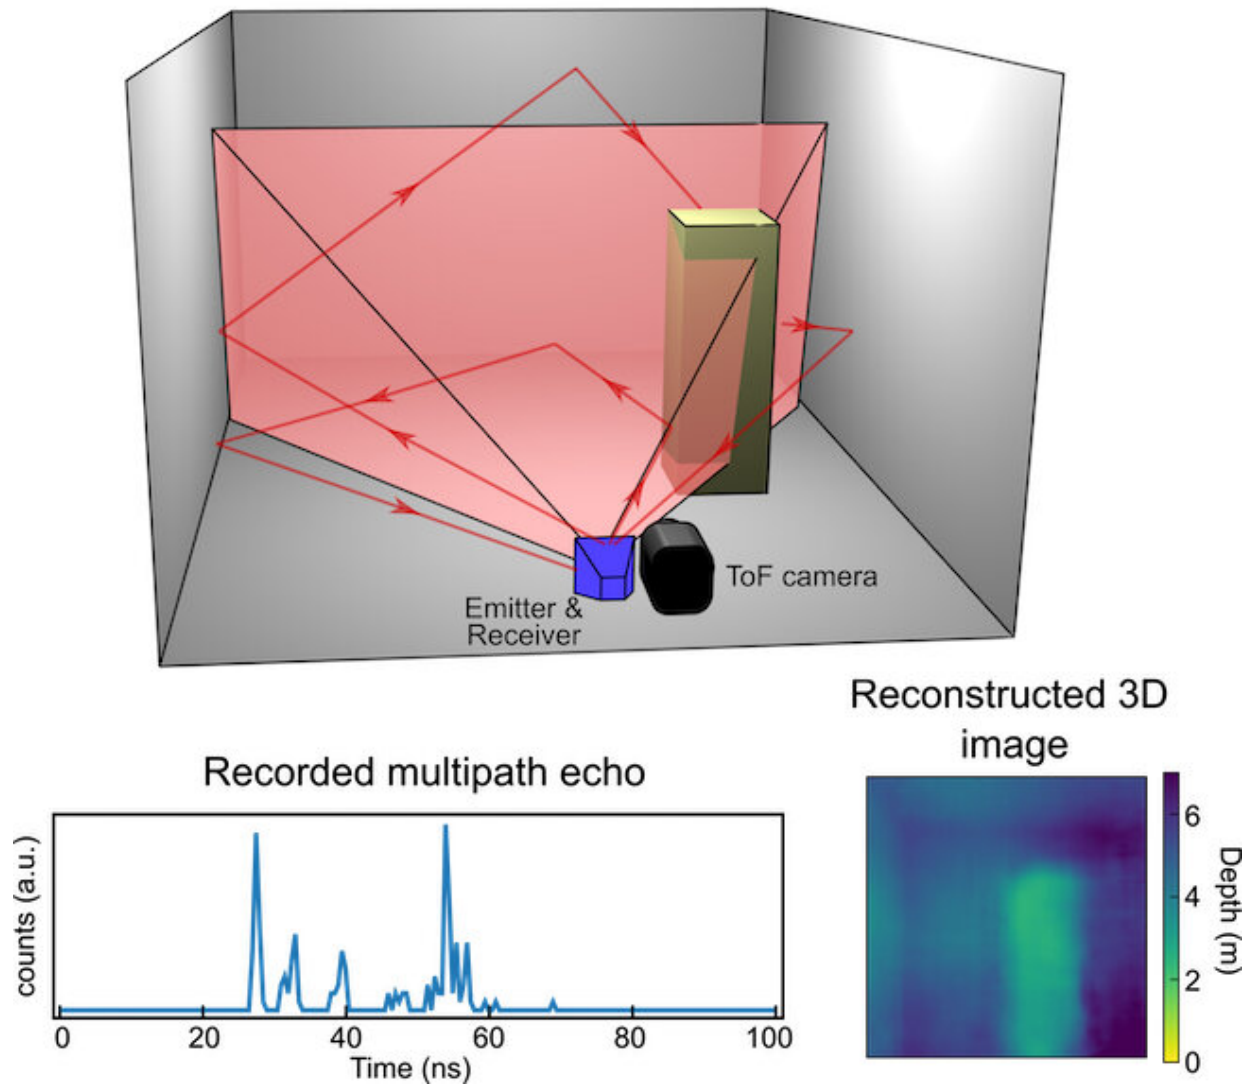 ToF camera
Emitter &
Receiver
Reconstructed 3D
image
Recorded multipath echo
counts (a.u.)
0 20 40 60 80 100
Time (ns)
6
4
2
0
Depth (m)